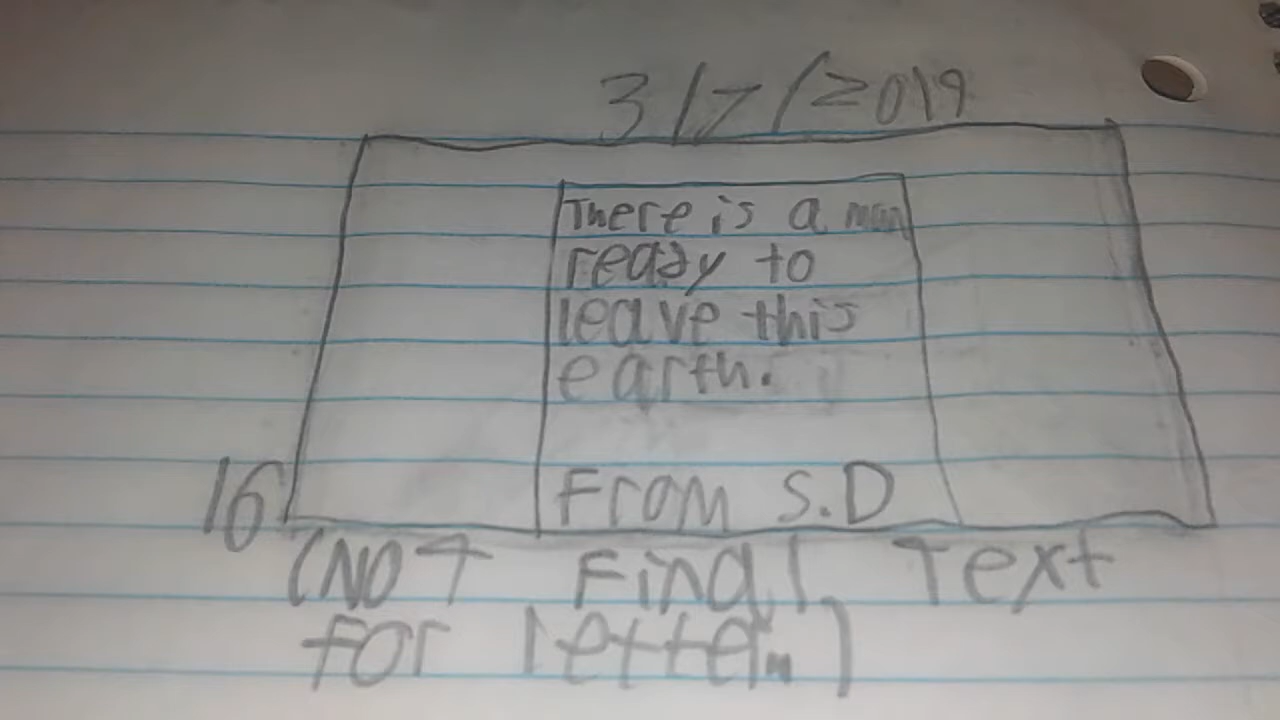 3/7/2019
There is a man
ready to
leave this
earth.
From S.D
16
(Not Final Text
for letter.)